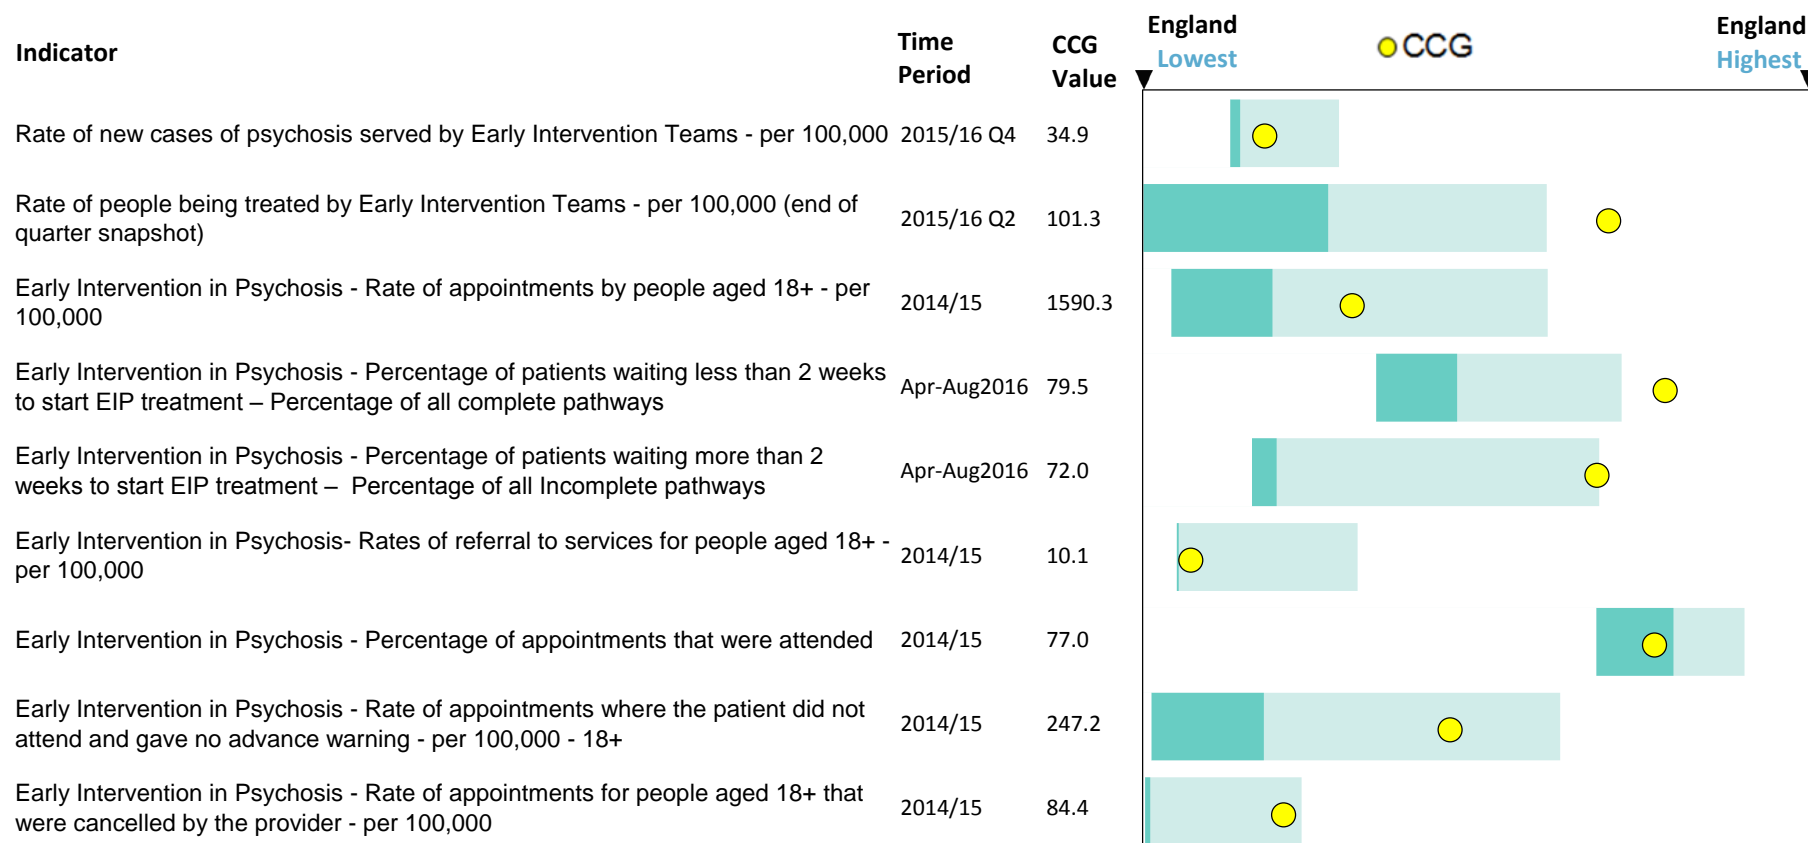 Indicator
Time Period
CCG Value
England Lowest
CCG
England Highest
Rate of new cases of psychosis served by Early Intervention Teams - per 100,000 2015/16 Q4 34.9
Rate of people being treated by Early Intervention Teams - per 100,000 (end of
quarter snapshot)
2015/16 Q2 101.3
Early Intervention in Psychosis - Rate of appointments by people aged 18+ - per
100,000
2014/15 1590.3
Early Intervention in Psychosis - Percentage of patients waiting less than 2 weeks
to start EIP treatment – Percentage of all complete pathways
Apr-Aug2016 79.5
Early Intervention in Psychosis - Percentage of patients waiting more than 2
weeks to start EIP treatment –  Percentage of all Incomplete pathways
Apr-Aug2016 72.0
Early Intervention in Psychosis- Rates of referral to services for people aged 18+ -
per 100,000
2014/15 10.1
Early Intervention in Psychosis - Percentage of appointments that were attended 2014/15 77.0
Early Intervention in Psychosis - Rate of appointments where the patient did not
attend and gave no advance warning - per 100,000 - 18+
2014/15 247.2
Early Intervention in Psychosis - Rate of appointments for people aged 18+ that
were cancelled by the provider - per 100,000
2014/15 84.4